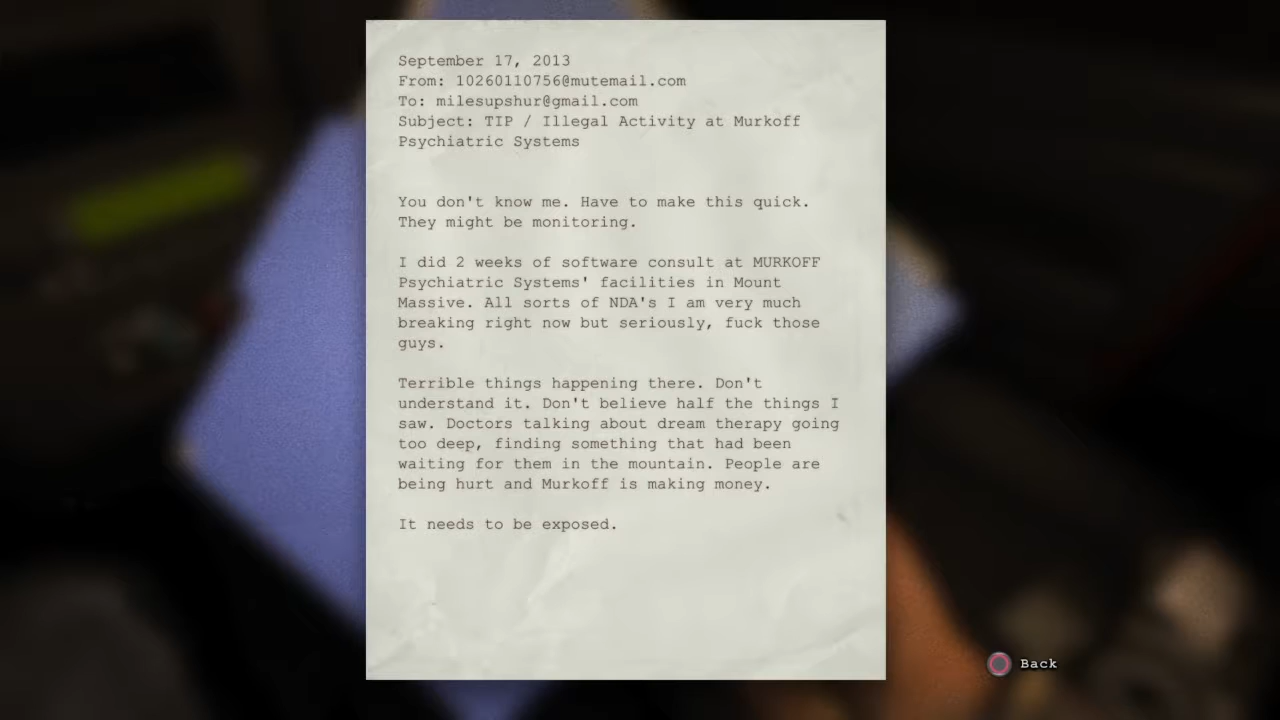 September 17, 2013
From: 10260110756@mutemail.com
To: milesupshur@gmail.com
Subject: TIP / Illegal Activity at Murkoff
Psychiatric Systems
You don't know me. Have to make this quick.
They might be monitoring.
I did 2 weeks of software consult at MURKOFF
Psychiatric Systems' facilities in Mount
Massive. All sorts of NDA's I am very much
breaking right now but seriously, fuck those
guys.
Terrible things happening there. Don't
understand it. Don't believe half the things I
saw. Doctors talking about dream therapy going
too deep, finding something that had been
waiting for them in the mountain. People are
being hurt and Murkoff is making money.
It needs to be exposed.
Back